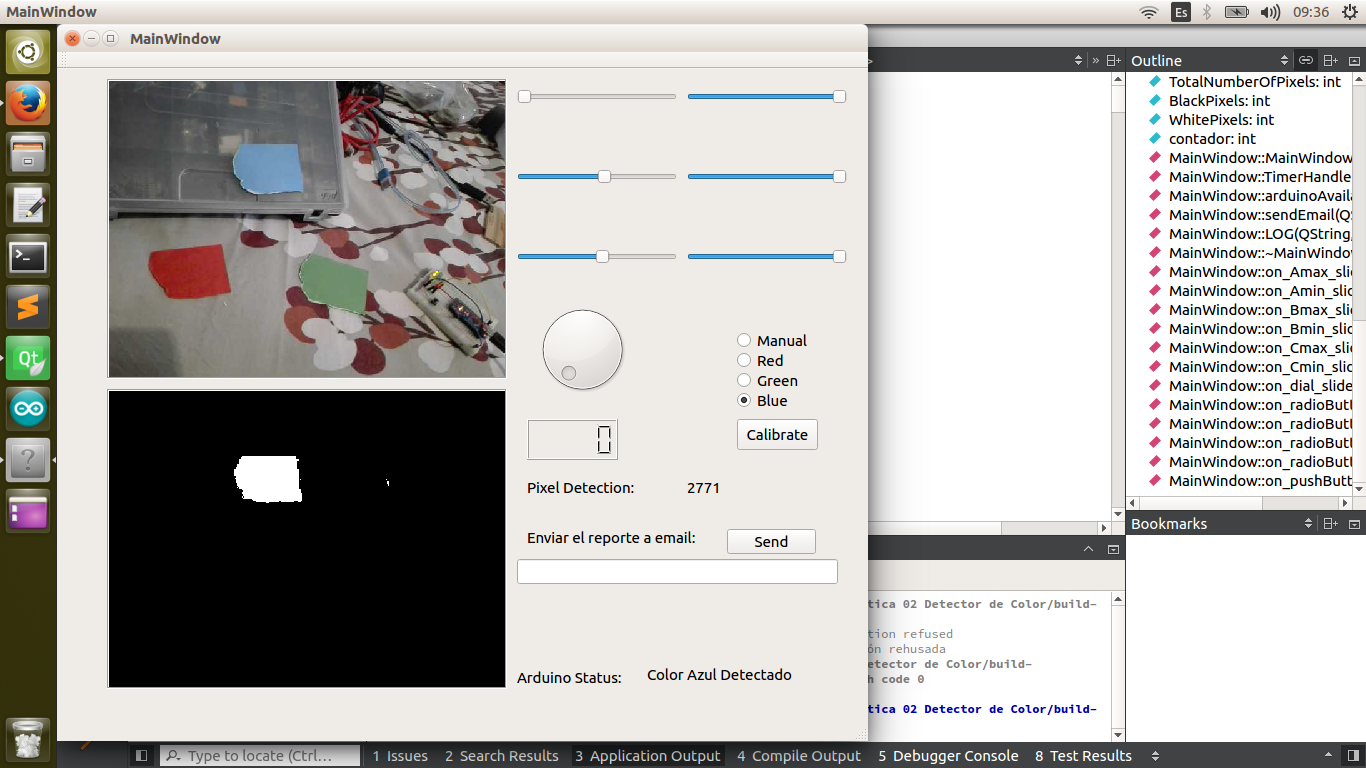 MainWindow
Es
09:36
MainWindow
Manual
Red
Green
Blue
Calibrate
0
Pixel Detection: 2771
Enviar el reporte a email:
Send
Arduino Status: Color Azul Detectado
Qt
>
»
Outline
TotalNumberOfPixels: int
BlackPixels: int
WhitePixels: int
contador: int
MainWindow::MainWindow
MainWindow::TimerHandle
MainWindow::arduinoAvaila
MainWindow::sendEmail(QS
MainWindow::LOG(QString,
MainWindow::~MainWindow
MainWindow::on_Amax_slic
MainWindow::on_Amin_slic
MainWindow::on_Bmax_slic
MainWindow::on_Bmin_slic
MainWindow::on_Cmax_slic
MainWindow::on_Cmin_slic
MainWindow::on_dial_slide
MainWindow::on_radioButt
MainWindow::on_radioButt
MainWindow::on_radioButt
MainWindow::on_radioButt
MainWindow::on_pushButt
Bookmarks
tica 02 Detector de Color/build-
tion refused
ón rehusada
etector de Color/build-
h code 0
tica 02 Detector de Color/build-
Type to locate (Ctrl...
1 Issues
2 Search Results
3 Application Output
4 Compile Output
5 Debugger Console
8 Test Results